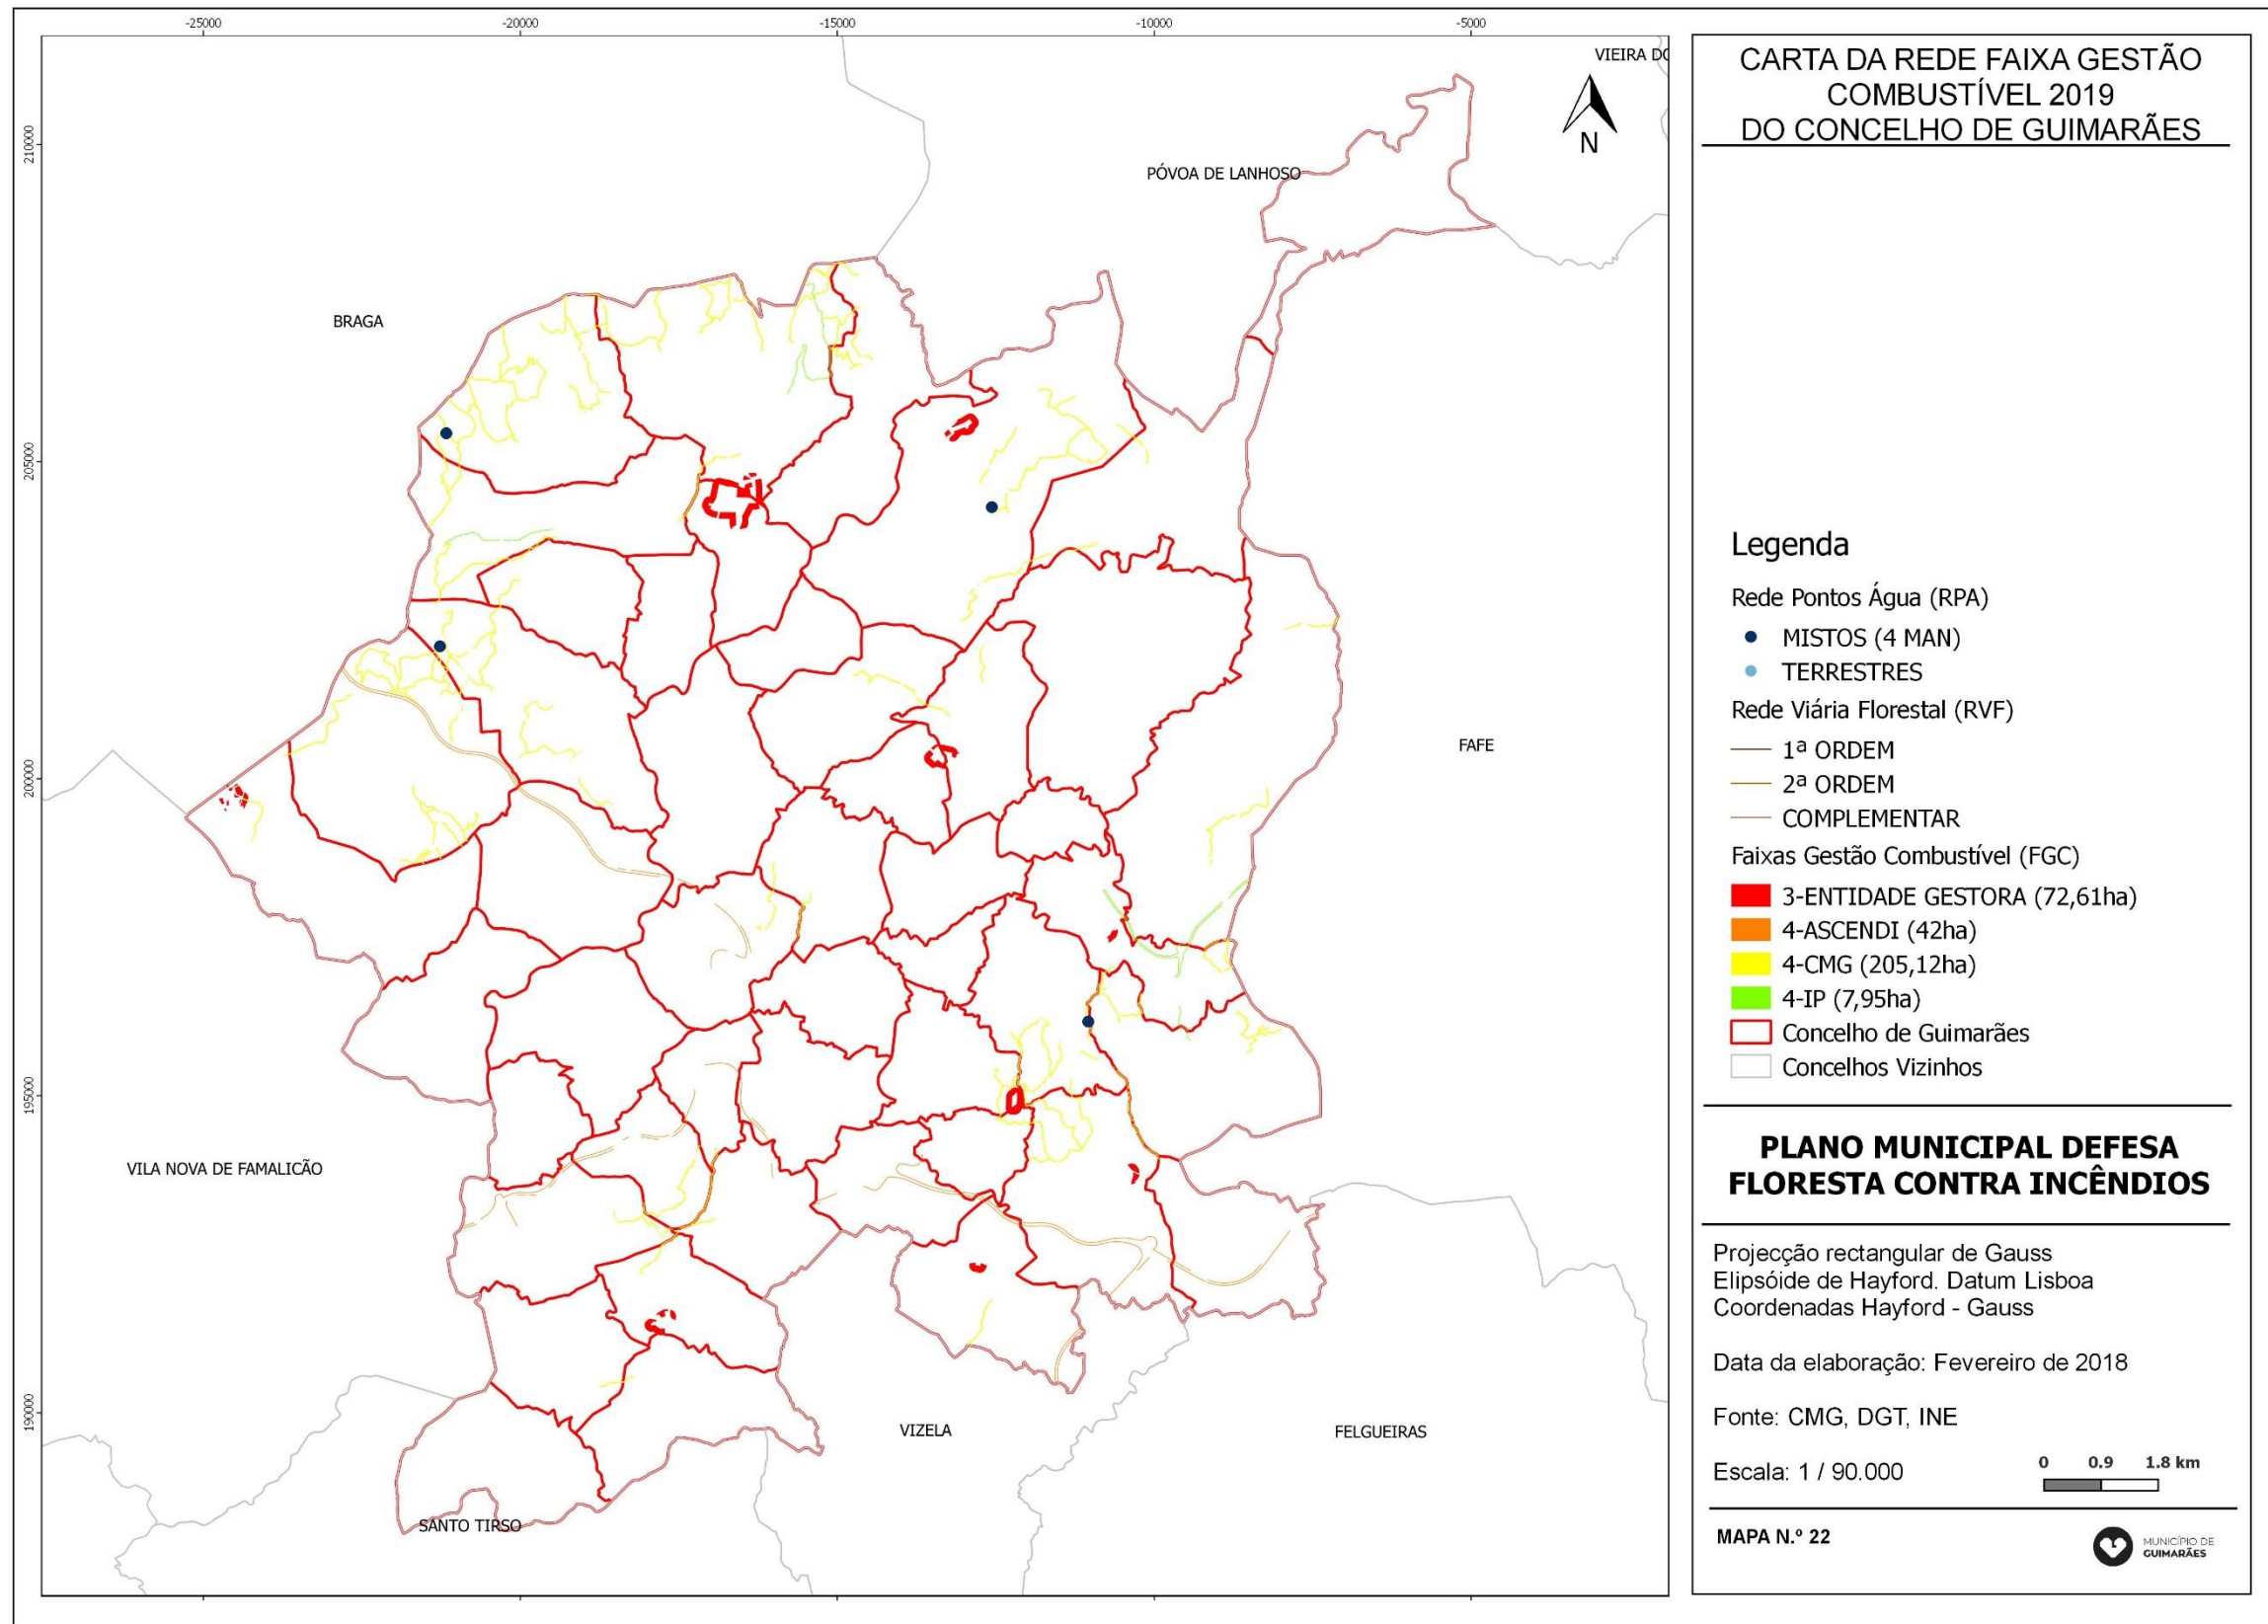 -25000
-20000
-15000
-10000
-5000
210000
205000
200000
195000
190000
VIEIRA DO
PÓVOA DE LANHOSO
BRAGA
FAFE
VILA NOVA DE FAMALICÃO
VIZELA
FELGUEIRAS
SANTO TIRSO
N
CARTA DA REDE FAIXA GESTÃO
COMBUSTÍVEL 2019
DO CONCELHO DE GUIMARÃES
Legenda
Rede Pontos Água (RPA)
MISTOS (4 MAN)
TERRESTRES
Rede Viária Florestal (RVF)
1ª ORDEM
2ª ORDEM
COMPLEMENTAR
Faixas Gestão Combustível (FGC)
3-ENTIDADE GESTORA (72,61ha)
4-ASCENDI (42ha)
4-CMG (205,12ha)
4-IP (7,95ha)
Concelho de Guimarães
Concelhos Vizinhos
PLANO MUNICIPAL DEFESA
FLORESTA CONTRA INCÊNDIOS
Projecção rectangular de Gauss
Elipsóide de Hayford. Datum Lisboa
Coordenadas Hayford - Gauss
Data da elaboração: Fevereiro de 2018
Fonte: CMG, DGT, INE
Escala: 1 / 90.000
0 0.9 1.8 km
MAPA N.º 22
MUNICÍPIO DE
GUIMARÃES